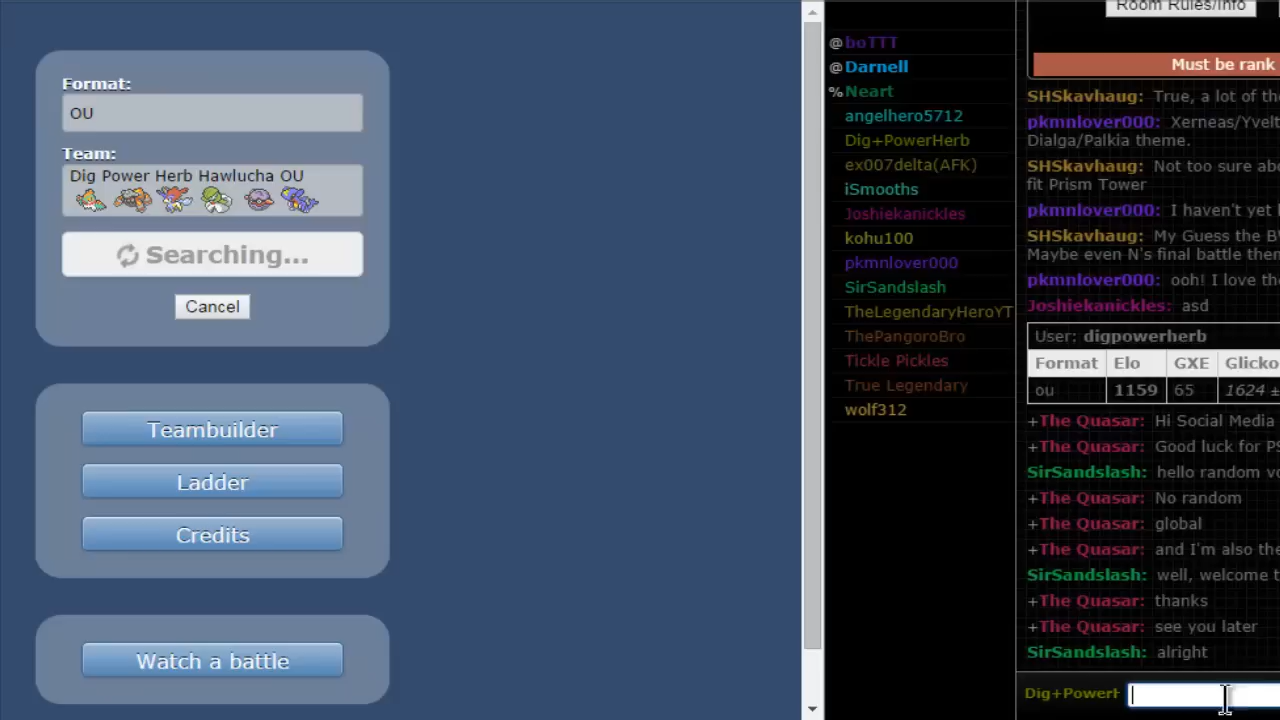 Format:
OU
Team:
Dig Power Herb Hawlucha OU
Searching...
Cancel
Teambuilder
Ladder
Credits
Watch a battle
@boTTT
@Darnell
%Neart
angelhero5712
Dig+PowerHerb
ex007delta(AFK)
iSmooths
Joshiekanickles
kohu100
pkmnlover000
SirSandslash
TheLegendaryHeroYT
ThePangoroBro
Tickle Pickles
True Legendary
wolf312
Room Rules/Info
Must be rank
SHSkavhaug: True, a lot of the
pkmnlover000: Xerneas/Yvelt
Dialga/Palkia theme.
SHSkavhaug: Not too sure abo
fit Prism Tower
pkmnlover000: I haven't yet
SHSkavhaug: My Guess the B
Maybe even N's final battle then
pkmnlover000: ooh! I love the
Joshiekanickles: asd
User: digpowerherb
Format Elo GXE Glicko
ou 1159 65 1624 ±
+The Quasar: Hi Social Media
+The Quasar: Good luck for PS
SirSandslash: hello random vo
+The Quasar: No random
+The Quasar: global
+The Quasar: and I'm also the
SirSandslash: well, welcome t
+The Quasar: thanks
+The Quasar: see you later
SirSandslash: alright
Dig+PowerH